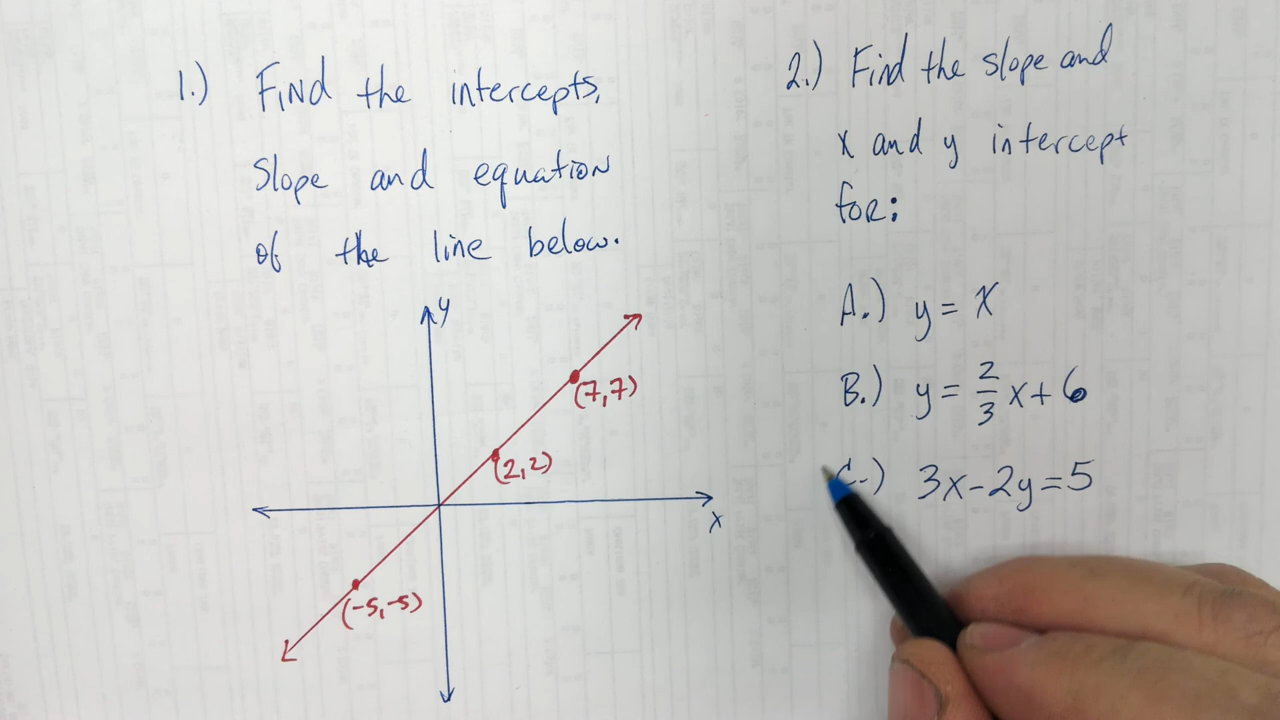 1.) Find the intercepts,
Slope and equation
of the line below.
y
(7,7)
(2,2)
x
(-5,-5)
2.) Find the slope and
x and y intercept
for:
A.) y = x
B.) y = 2/3 x + 6
C.) 3x - 2y = 5